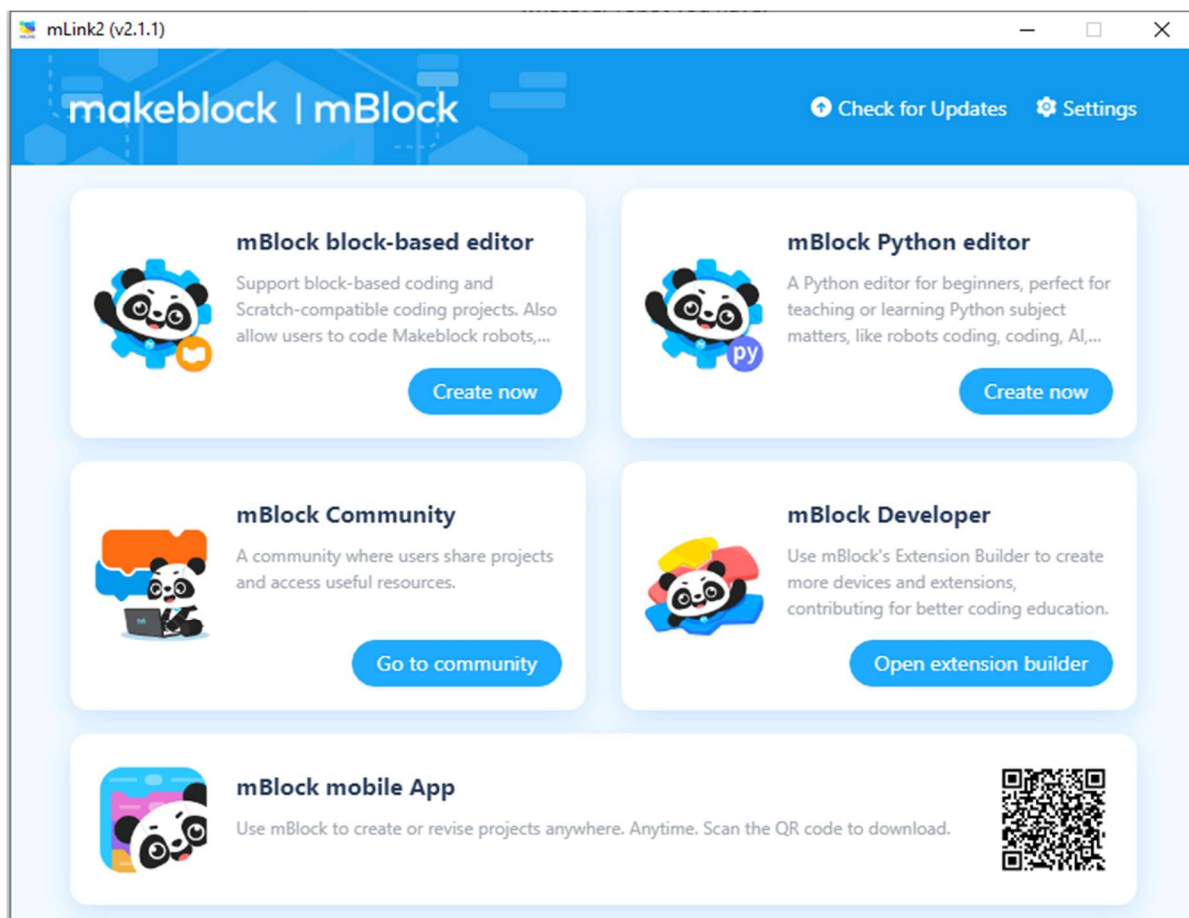 mLink2 (v2.1.1)
makeblock | mBlock
Check for Updates
Settings
mBlock block-based editor
Support block-based coding and
Scratch-compatible coding projects. Also
allow users to code Makeblock robots,...
Create now
mBlock Python editor
A Python editor for beginners, perfect for
teaching or learning Python subject
matters, like robots coding, coding, AI,...
py
Create now
mBlock Community
A community where users share projects
and access useful resources.
Go to community
mBlock Developer
Use mBlock's Extension Builder to create
more devices and extensions,
contributing for better coding education.
Open extension builder
mBlock mobile App
Use mBlock to create or revise projects anywhere. Anytime. Scan the QR code to download.